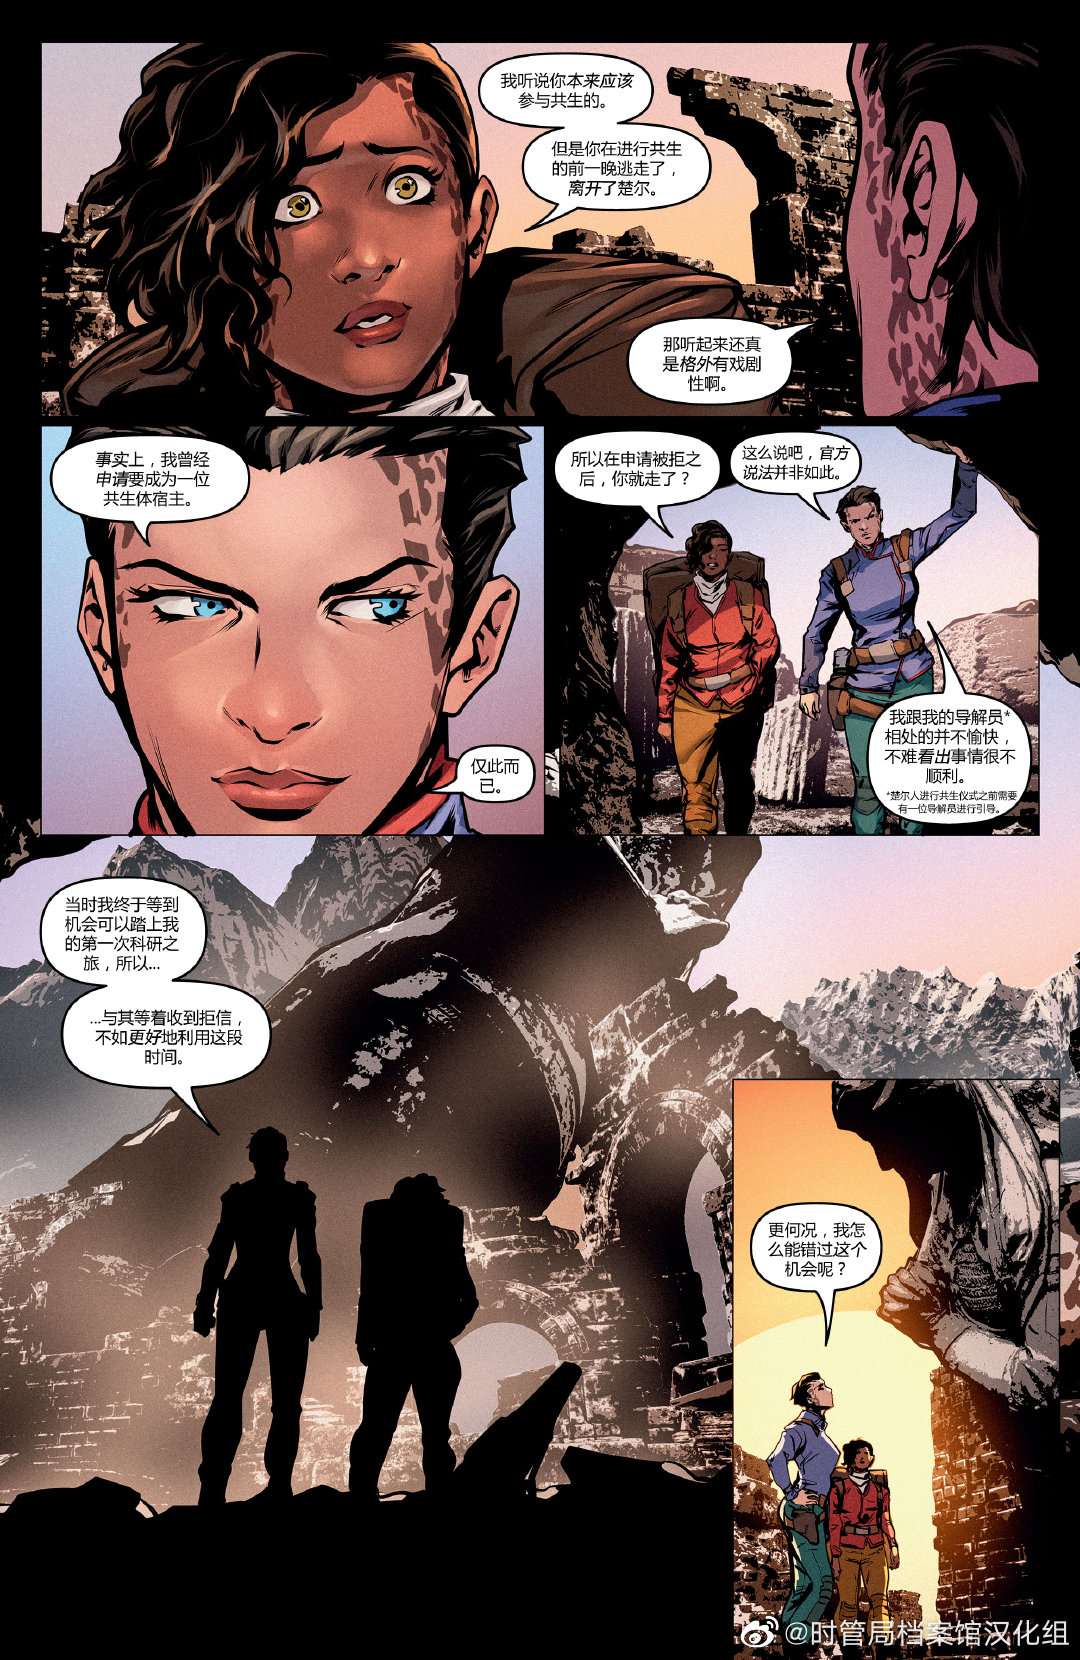 我听说你本来应该
参与共生的。
但是你在进行共生
的前一晚逃走了，
离开了楚尔。
那听起来还真
是格外有戏剧
性啊。
事实上，我曾经
申请要成为一位
共生体宿主。
仅此而
已。
所以在申请被拒之
后，你就走了？
这么说吧，官方
说法并非如此。
我跟我的导解员*
相处的并不愉快，
不难看出事情很不
顺利。
*楚尔人进行共生仪式之前需要
有一位导解员进行引导。
当时我终于等到
机会可以踏上我
的第一次科研之
旅，所以...
...与其等着收到拒信，
不如更好地利用这段
时间。
更何况，我怎
么能错过这个
机会呢？
@时管局档案馆汉化组